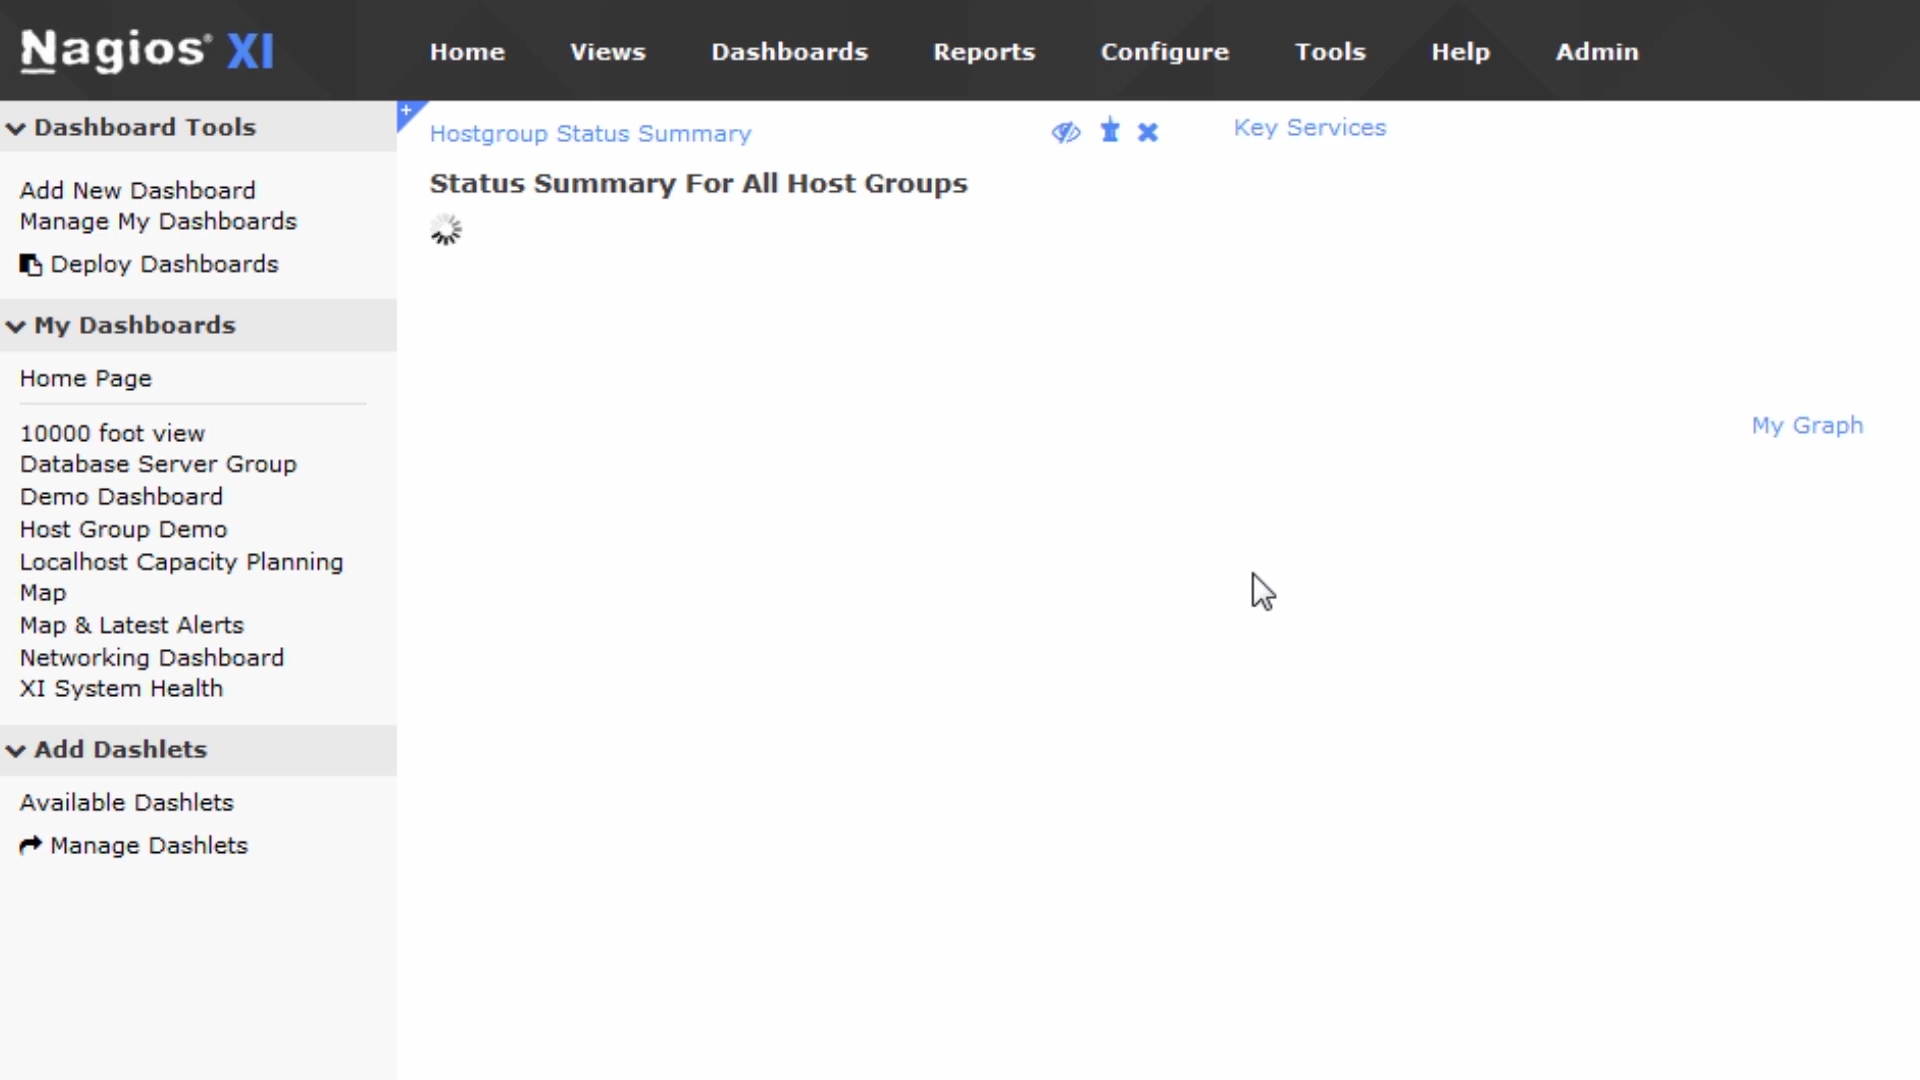 Nagios® XI
Home Views Dashboards Reports Configure Tools Help Admin
Dashboard Tools
Add New Dashboard
Manage My Dashboards
Deploy Dashboards
My Dashboards
Home Page
10000 foot view
Database Server Group
Demo Dashboard
Host Group Demo
Localhost Capacity Planning
Map
Map & Latest Alerts
Networking Dashboard
XI System Health
Add Dashlets
Available Dashlets
Manage Dashlets
Hostgroup Status Summary
Status Summary For All Host Groups
Key Services
My Graph